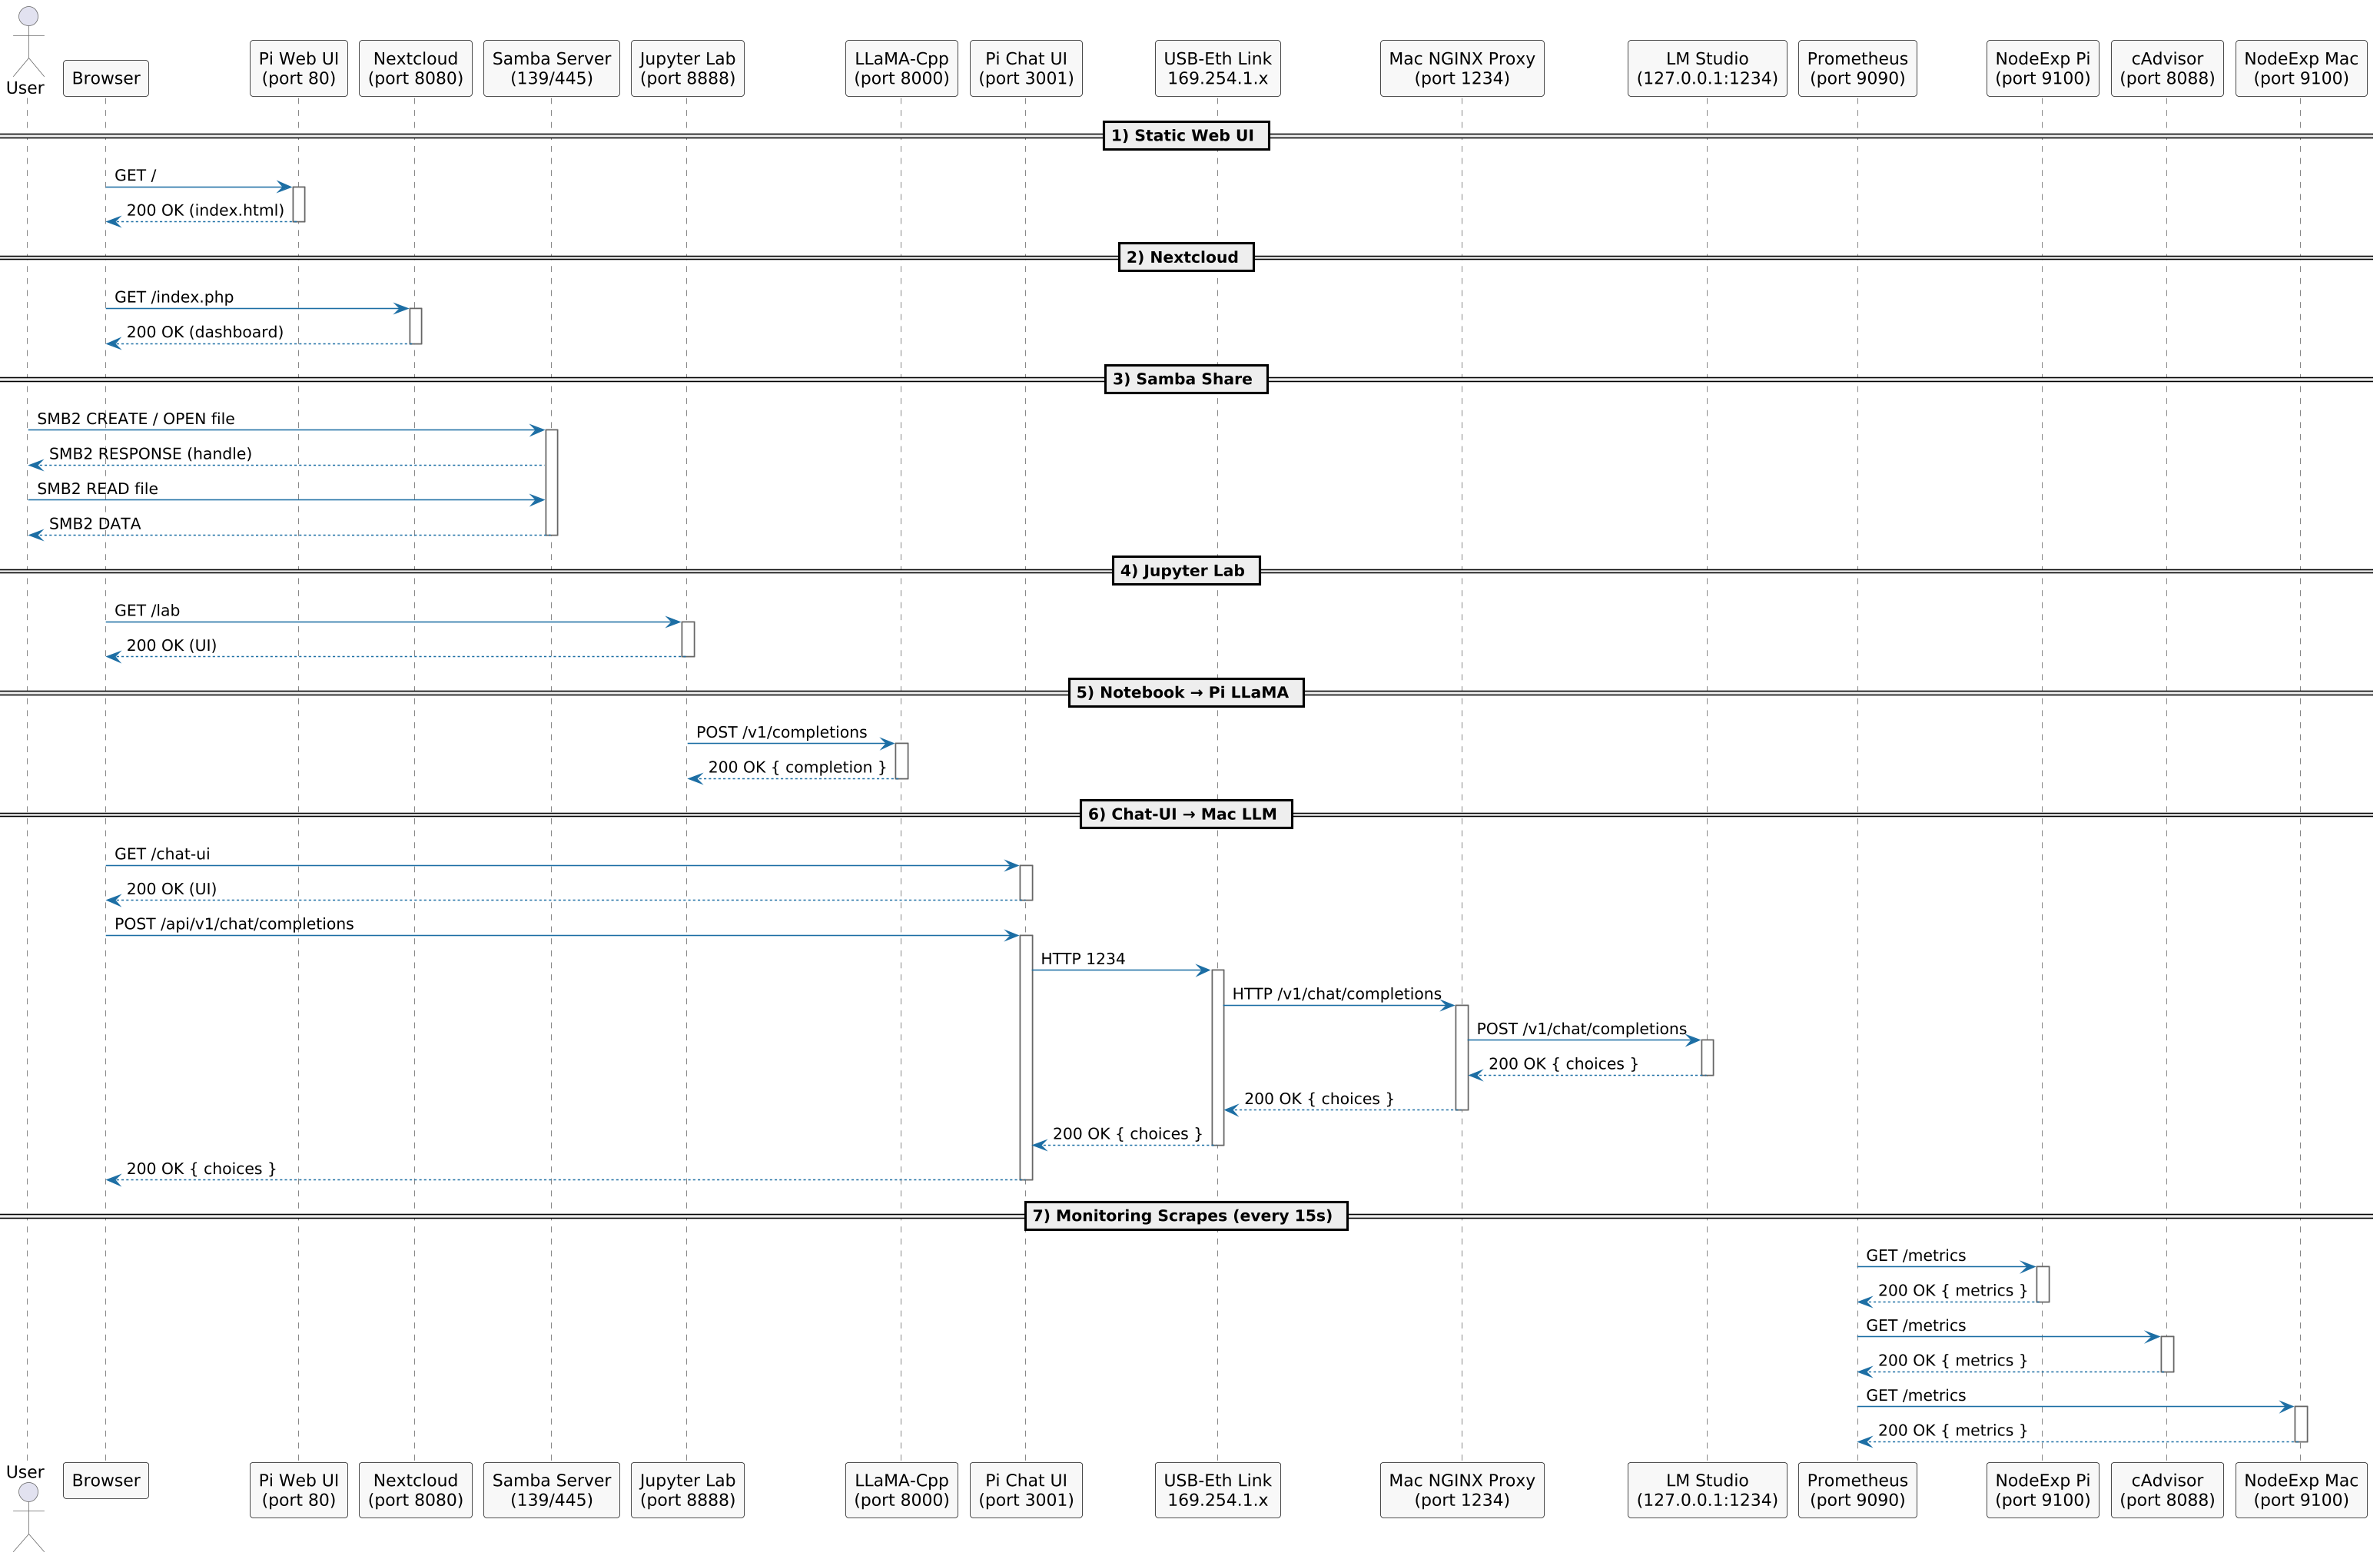 User
Browser
Pi Web UI
(port 80)
Nextcloud
(port 8080)
Samba Server
(139/445)
Jupyter Lab
(port 8888)
LLaMA-Cpp
(port 8000)
Pi Chat UI
(port 3001)
USB-Eth Link
169.254.1.x
Mac NGINX Proxy
(port 1234)
LM Studio
(127.0.0.1:1234)
Prometheus
(port 9090)
NodeExp Pi
(port 9100)
cAdvisor
(port 8088)
NodeExp Mac
(port 9100)
1) Static Web UI
GET /
200 OK (index.html)
2) Nextcloud
GET /index.php
200 OK (dashboard)
3) Samba Share
SMB2 CREATE / OPEN file
SMB2 RESPONSE (handle)
SMB2 READ file
SMB2 DATA
4) Jupyter Lab
GET /lab
200 OK (UI)
5) Notebook → Pi LLaMA
POST /v1/completions
200 OK { completion }
6) Chat-UI → Mac LLM
GET /chat-ui
200 OK (UI)
POST /api/v1/chat/completions
HTTP 1234
HTTP /v1/chat/completions
POST /v1/chat/completions
200 OK { choices }
200 OK { choices }
200 OK { choices }
200 OK { choices }
7) Monitoring Scrapes (every 15s)
GET /metrics
200 OK { metrics }
GET /metrics
200 OK { metrics }
GET /metrics
200 OK { metrics }
User
Browser
Pi Web UI
(port 80)
Nextcloud
(port 8080)
Samba Server
(139/445)
Jupyter Lab
(port 8888)
LLaMA-Cpp
(port 8000)
Pi Chat UI
(port 3001)
USB-Eth Link
169.254.1.x
Mac NGINX Proxy
(port 1234)
LM Studio
(127.0.0.1:1234)
Prometheus
(port 9090)
NodeExp Pi
(port 9100)
cAdvisor
(port 8088)
NodeExp Mac
(port 9100)